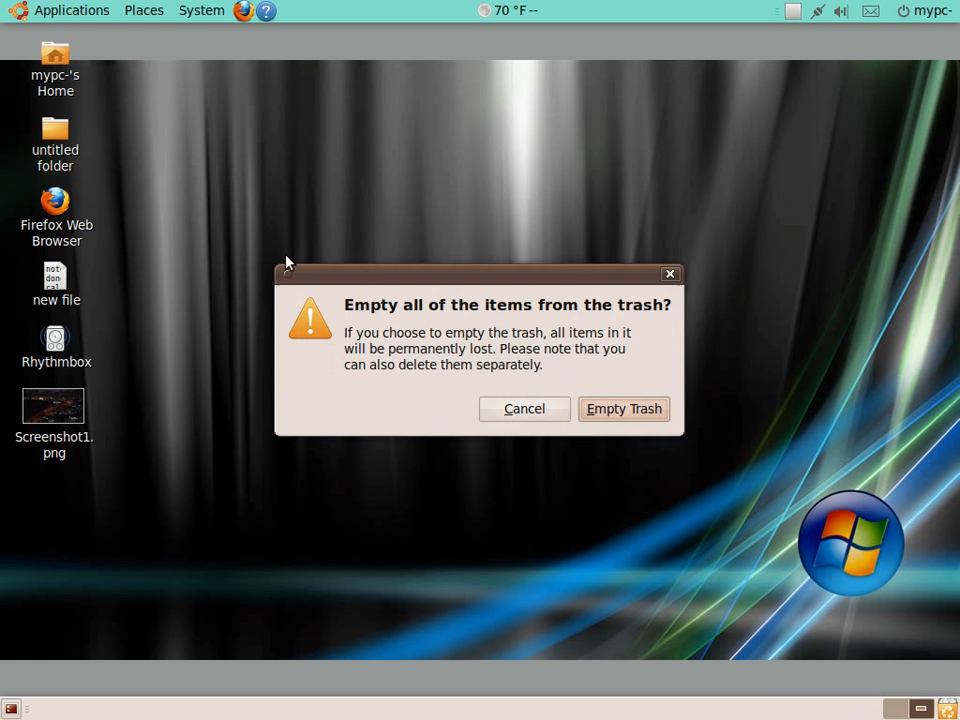 Applications Places System ? 70 °F -- mypc-
mypc-'s
Home
untitled
folder
Firefox Web
Browser
new file
Rhythmbox
Screenshot1.
png
Empty all of the items from the trash?
If you choose to empty the trash, all items in it
will be permanently lost. Please note that you
can also delete them separately.
Cancel Empty Trash